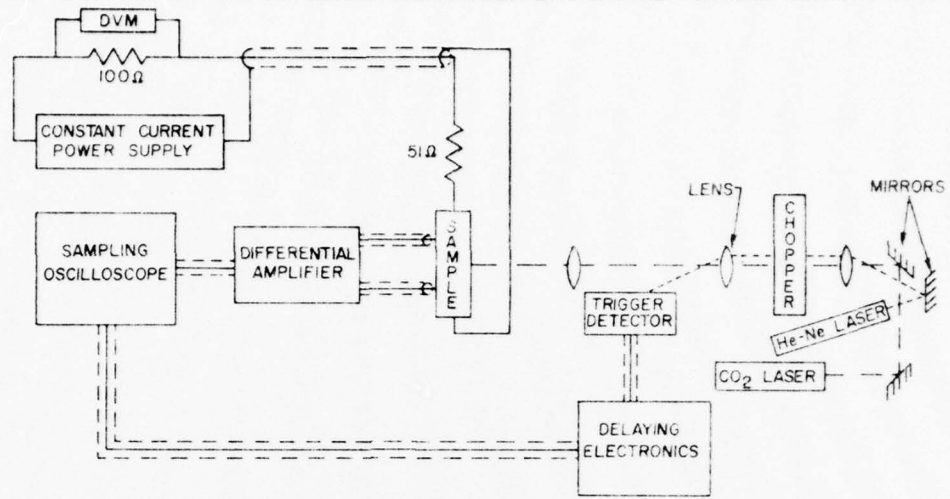 DVM
100Ω
CONSTANT CURRENT
POWER SUPPLY
51Ω
SAMPLING
OSCILLOSCOPE
DIFFERENTIAL
AMPLIFIER
SAMPLE
TRIGGER
DETECTOR
LENS
CHOPPER
MIRRORS
He-Ne LASER
CO2 LASER
DELAYING
ELECTRONICS